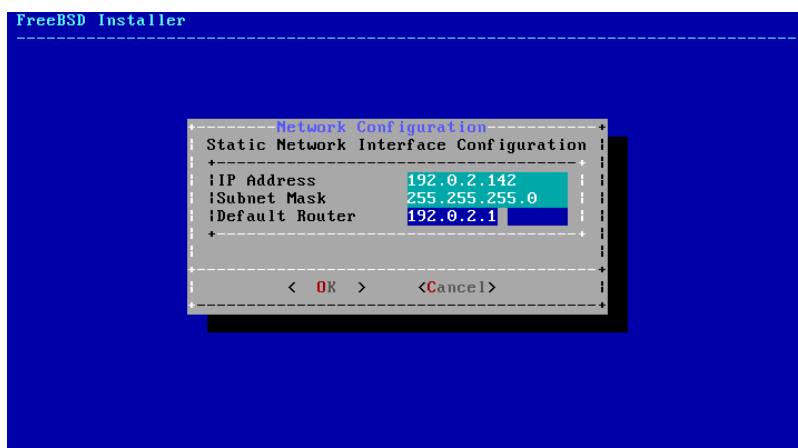 FreeBSD Installer
Network Configuration
Static Network Interface Configuration
IP Address 192.0.2.142
Subnet Mask 255.255.255.0
Default Router 192.0.2.1
< OK > <Cancel>